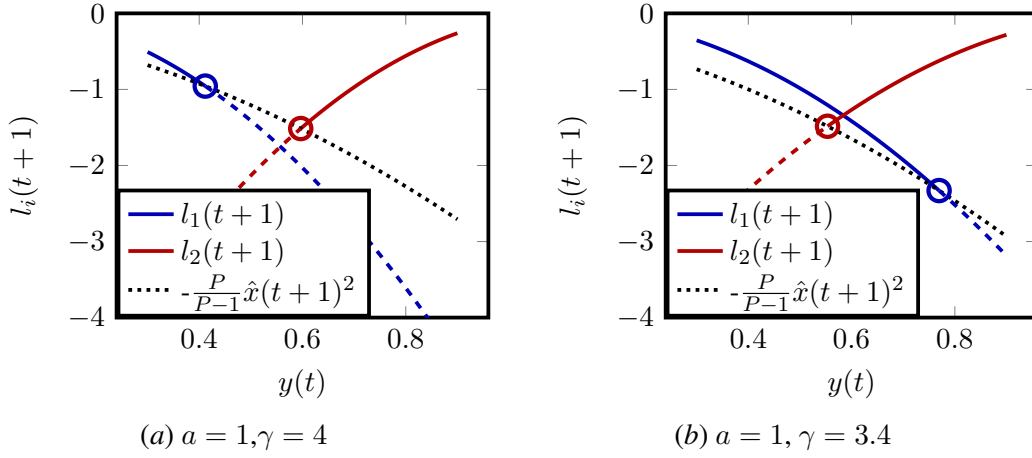 0
−1
−2
−3
−4
l_i(t + 1)
l_1(t+1)
l_2(t+1)
-\frac{P}{P−1}x̂(t+1)^2
0.4 0.6 0.8
y(t)
(a) a = 1,γ = 4
0
−1
−2
−3
−4
l_i(t + 1)
l_1(t+1)
l_2(t+1)
-\frac{P}{P−1}x̂(t+1)^2
0.4 0.6 0.8
y(t)
(b) a = 1, γ = 3.4